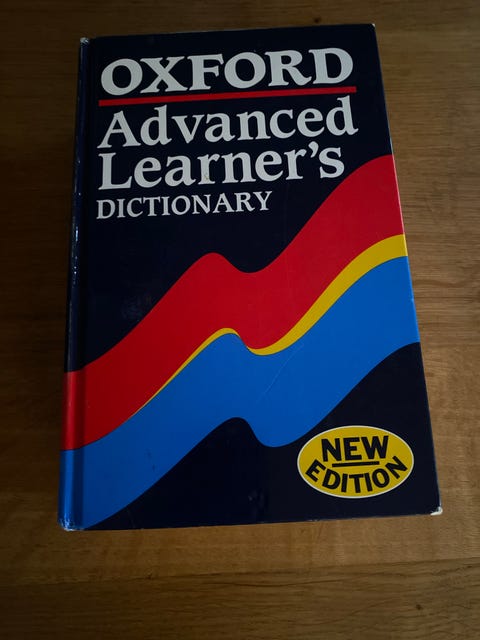 OXFORD
Advanced
Learner's
DICTIONARY
NEW
EDITION